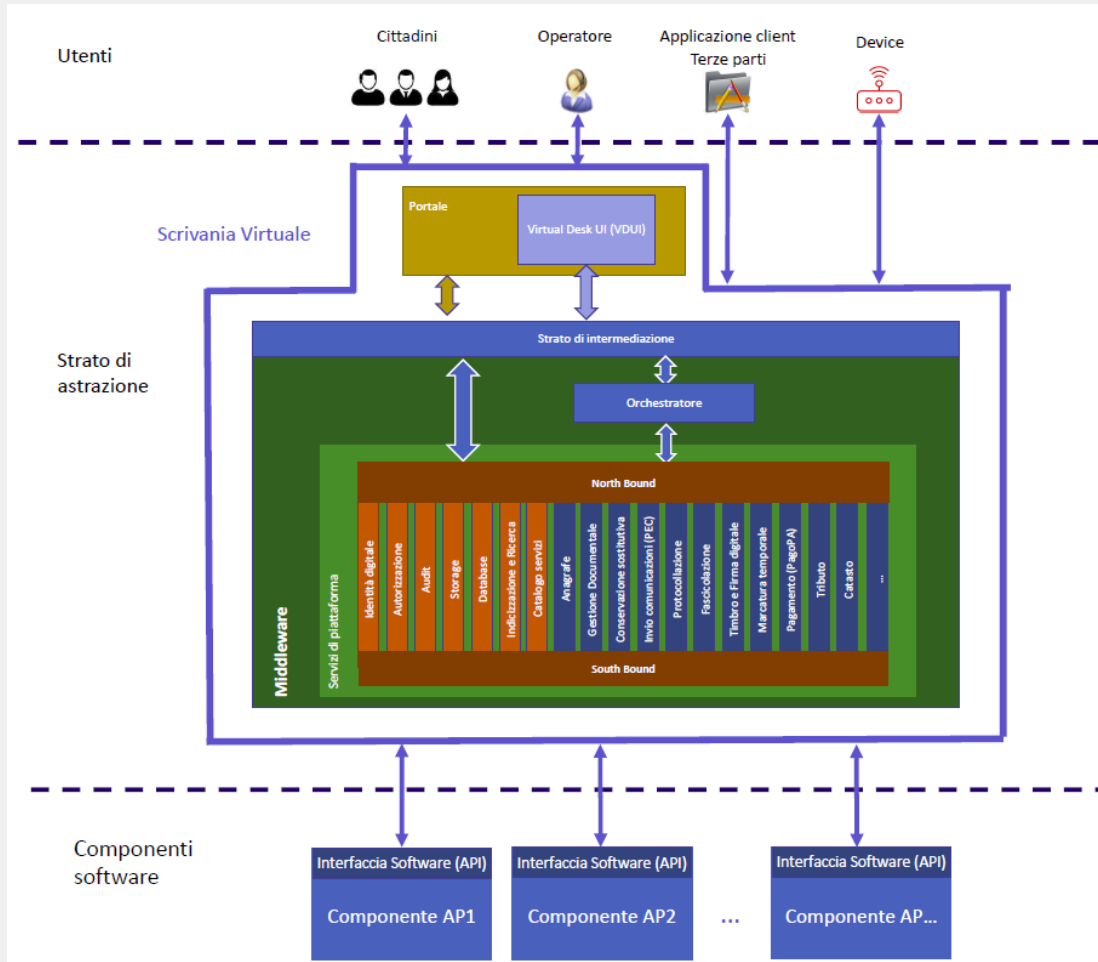 Utenti
Cittadini
Operatore
Applicazione client
Terze parti
Device
Scrivania Virtuale
Portale
Virtual Desk UI (VDUI)
Strato di
astrazione
Strato di intermediazione
Orchestratore
Middleware
Servizi di piattaforma
North Bound
Identità digitale
Autorizzazione
Audit
Storage
Database
Indicizzazione e Ricerca
Catalogo servizi
Anagrafe
Gestione Documentale
Conservazione sostitutiva
Invio comunicazioni (PEC)
Protocollazione
Fascicolazione
Timbro e Firma digitale
Marcatura temporale
Pagamento (PagoPA)
Tributo
Catasto
...
South Bound
Componenti
software
Interfaccia Software (API)
Componente AP1
Interfaccia Software (API)
Componente AP2
...
Interfaccia Software (API)
Componente AP...